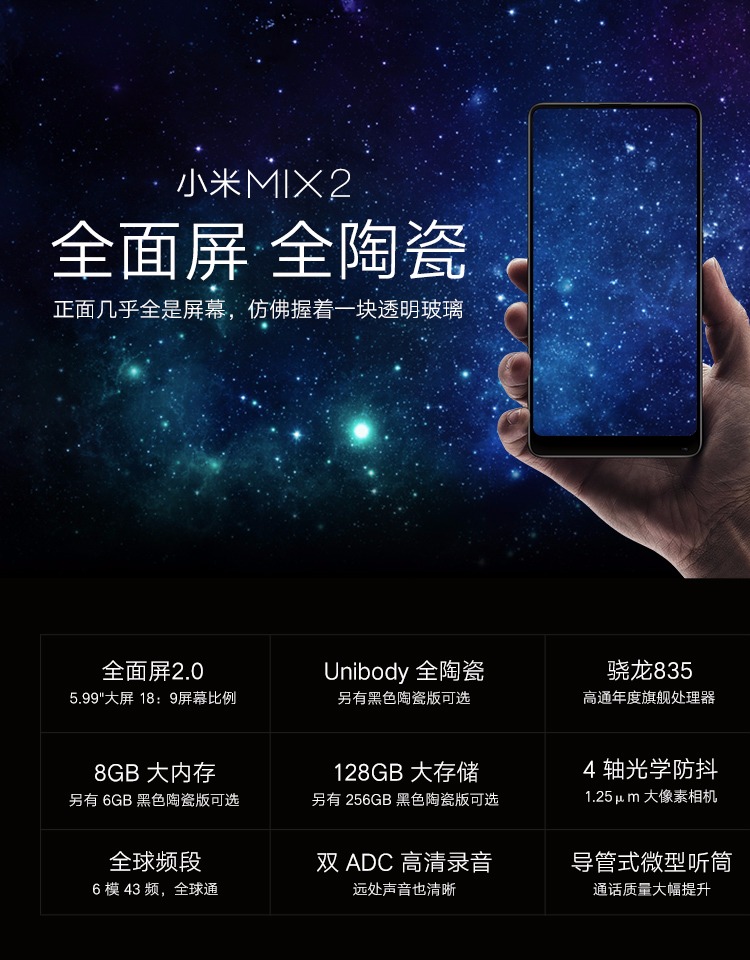 小米MIX 2
全面屏 全陶瓷
正面几乎全是屏幕，仿佛握着一块透明玻璃
全面屏2.0
5.99"大屏 18：9屏幕比例
Unibody 全陶瓷
另有黑色陶瓷版可选
骁龙835
高通年度旗舰处理器
8GB 大内存
另有 6GB 黑色陶瓷版可选
128GB 大存储
另有 256GB 黑色陶瓷版可选
4 轴光学防抖
1.25μm 大像素相机
全球频段
6 模 43 频，全球通
双 ADC 高清录音
远处声音也清晰
导管式微型听筒
通话质量大幅提升